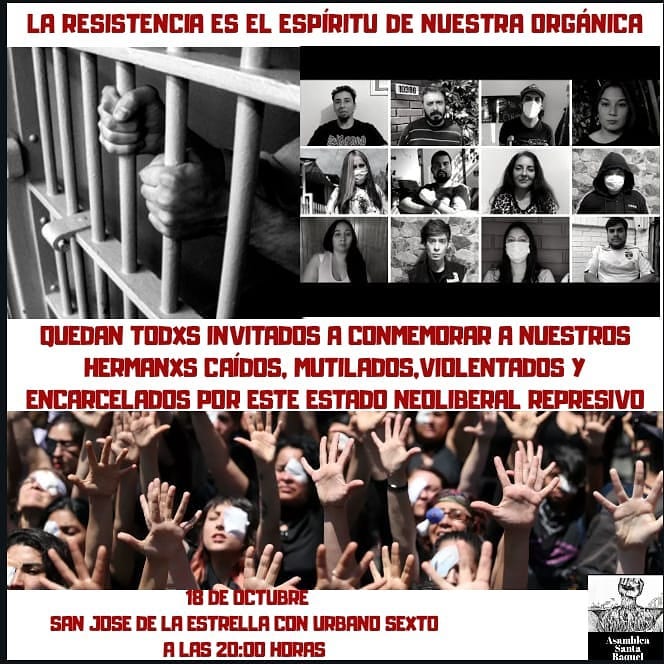 LA RESISTENCIA ES EL ESPÍRITU DE NUESTRA ORGÁNICA
10386
QUEDAN TODXS INVITADOS A CONMEMORAR A NUESTROS
HERMANXS CAÍDOS, MUTILADOS,VIOLENTADOS Y
ENCARCELADOS POR ESTE ESTADO NEOLIBERAL REPRESIVO
18 DE OCTUBRE
SAN JOSE DE LA ESTRELLA CON URBANO SEXTO
A LAS 20:00 HORAS
Asamblea
Santa
Raquel